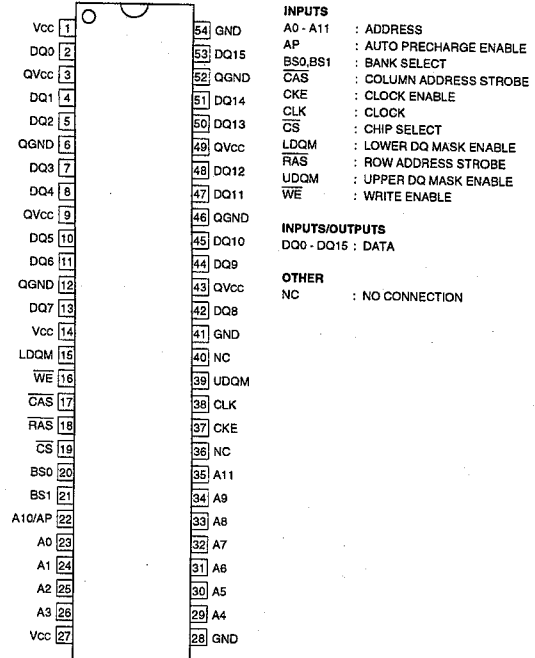 Vcc 1
DQ0 2
QVcc 3
DQ1 4
DQ2 5
QGND 6
DQ3 7
DQ4 8
QVcc 9
DQ5 10
DQ6 11
QGND 12
DQ7 13
Vcc 14
LDQM 15
WE 16
CAS 17
RAS 18
CS 19
BS0 20
BS1 21
A10/AP 22
A0 23
A1 24
A2 25
A3 26
Vcc 27
54 GND
53 DQ15
52 QGND
51 DQ14
50 DQ13
49 QVcc
48 DQ12
47 DQ11
46 QGND
45 DQ10
44 DQ9
43 QVcc
42 DQ8
41 GND
40 NC
39 UDQM
38 CLK
37 CKE
36 NC
35 A11
34 A9
33 A8
32 A7
31 A6
30 A5
29 A4
28 GND
INPUTS
A0 - A11 : ADDRESS
AP : AUTO PRECHARGE ENABLE
BS0,BS1 : BANK SELECT
CAS : COLUMN ADDRESS STROBE
CKE : CLOCK ENABLE
CLK : CLOCK
CS : CHIP SELECT
LDQM : LOWER DQ MASK ENABLE
RAS : ROW ADDRESS STROBE
UDQM : UPPER DQ MASK ENABLE
WE : WRITE ENABLE
INPUTS/OUTPUTS
DQ0 - DQ15 : DATA
OTHER
NC : NO CONNECTION